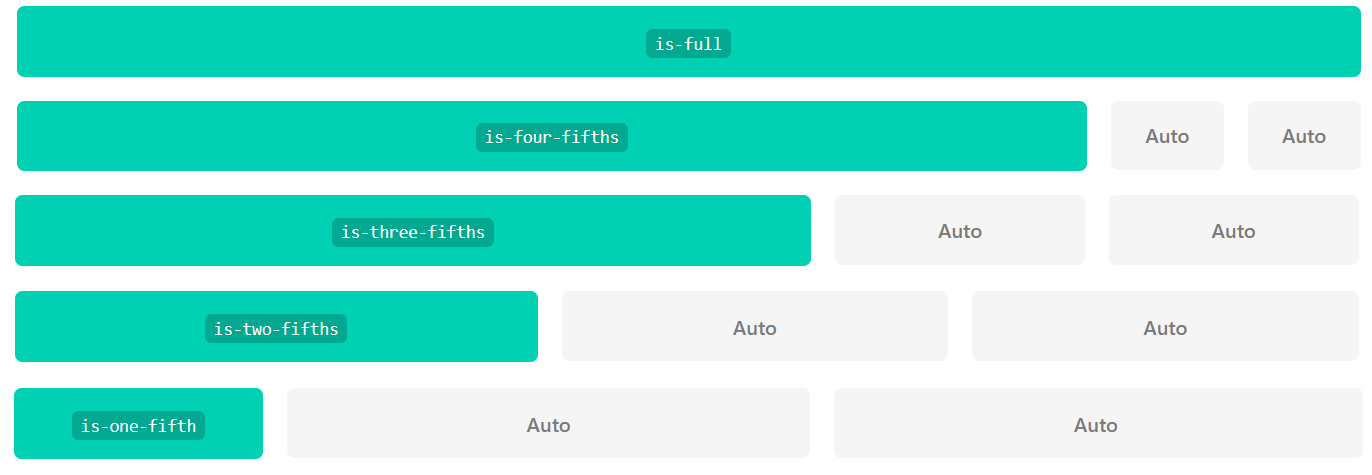 is-full
is-four-fifths Auto Auto
is-three-fifths Auto Auto
is-two-fifths Auto Auto
is-one-fifth Auto Auto